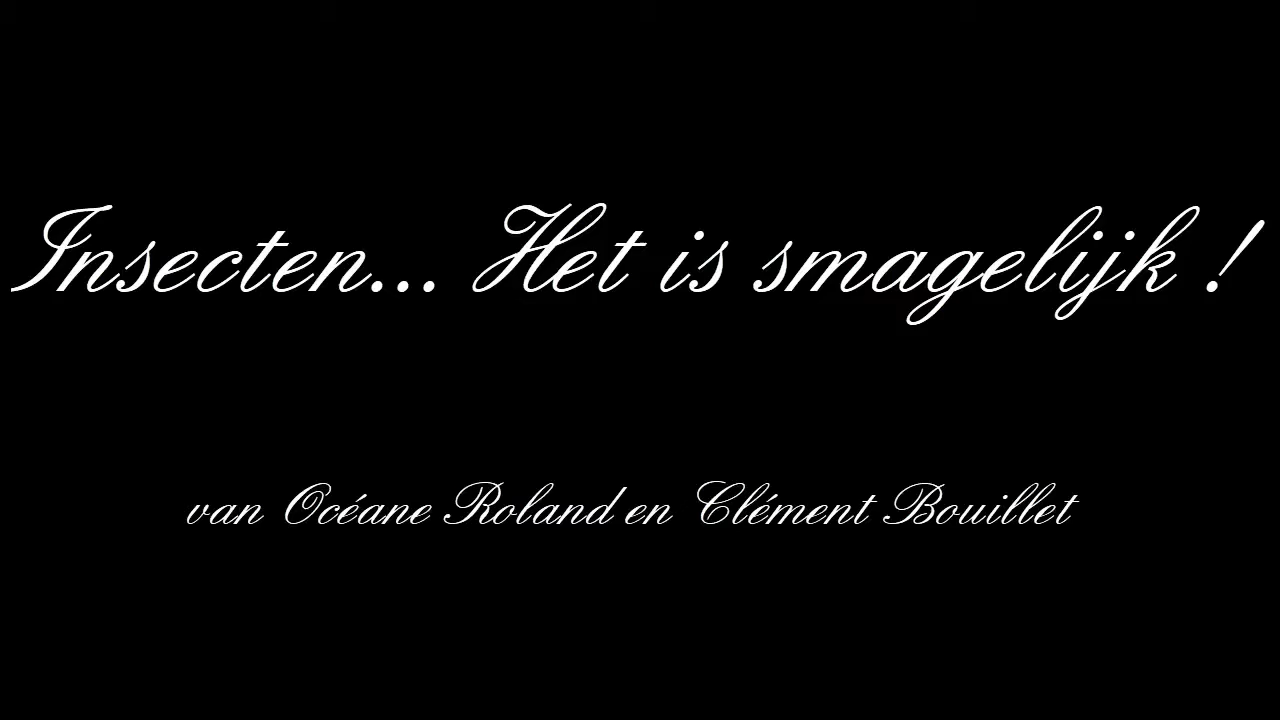 Insecten... Het is smagelijk !
van Océane Roland en Clément Bouillet